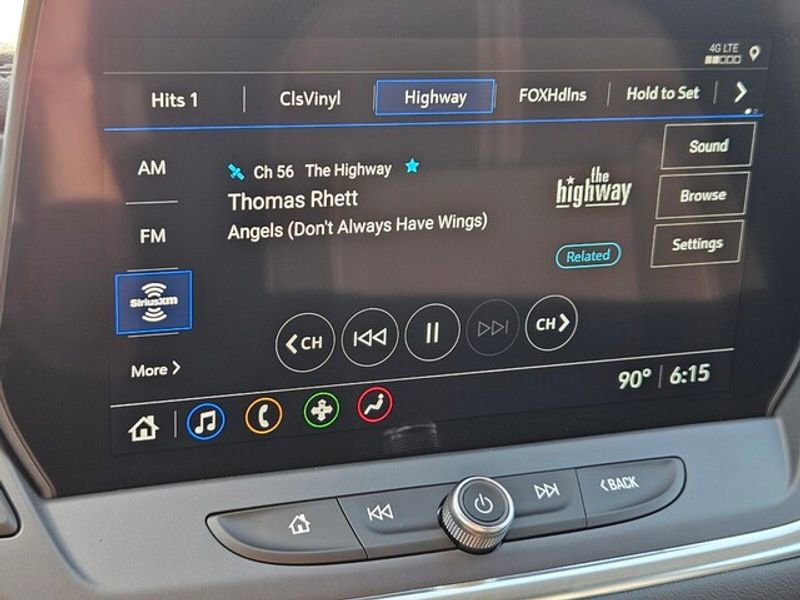 4G LTE
Hits 1
ClsVinyl
Highway
FOXHdlns
Hold to Set
AM
FM
SiriusXM
More
Ch 56 The Highway
Thomas Rhett
Angels (Don't Always Have Wings)
the
highway
Related
Sound
Browse
Settings
CH
CH
90° 6:15
BACK